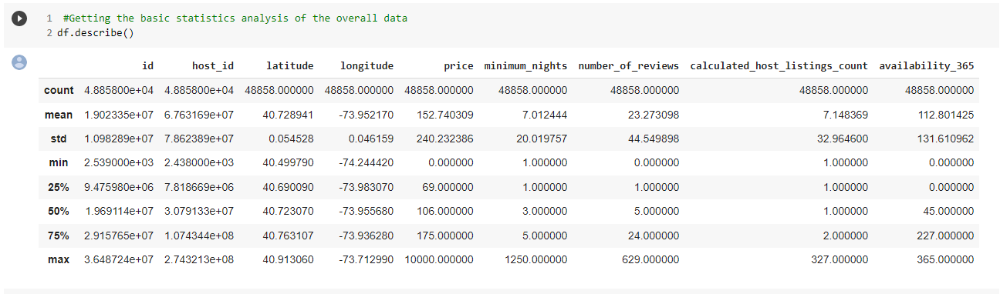 1 #Getting the basic statistics analysis of the overall data
2 df.describe()
id host_id latitude longitude price minimum_nights number_of_reviews calculated_host_listings_count availability_365
count 4.885800e+04 4.885800e+04 48858.000000 48858.000000 48858.000000 48858.000000 48858.000000 48858.000000 48858.000000
mean 1.902335e+07 6.763169e+07 40.728941 -73.952170 152.740309 7.012444 23.273098 7.148369 112.801425
std 1.098289e+07 7.862389e+07 0.054528 0.046159 240.232386 20.019757 44.549898 32.964600 131.610962
min 2.539000e+03 2.438000e+03 40.499790 -74.244420 0.000000 1.000000 0.000000 1.000000 0.000000
25% 9.475980e+06 7.818669e+06 40.690090 -73.983070 69.000000 1.000000 1.000000 1.000000 0.000000
50% 1.969114e+07 3.079133e+07 40.723070 -73.955680 106.000000 3.000000 5.000000 1.000000 45.000000
75% 2.915765e+07 1.074344e+08 40.763107 -73.936280 175.000000 5.000000 24.000000 2.000000 227.000000
max 3.648724e+07 2.743213e+08 40.913060 -73.712990 10000.000000 1250.000000 629.000000 327.000000 365.000000